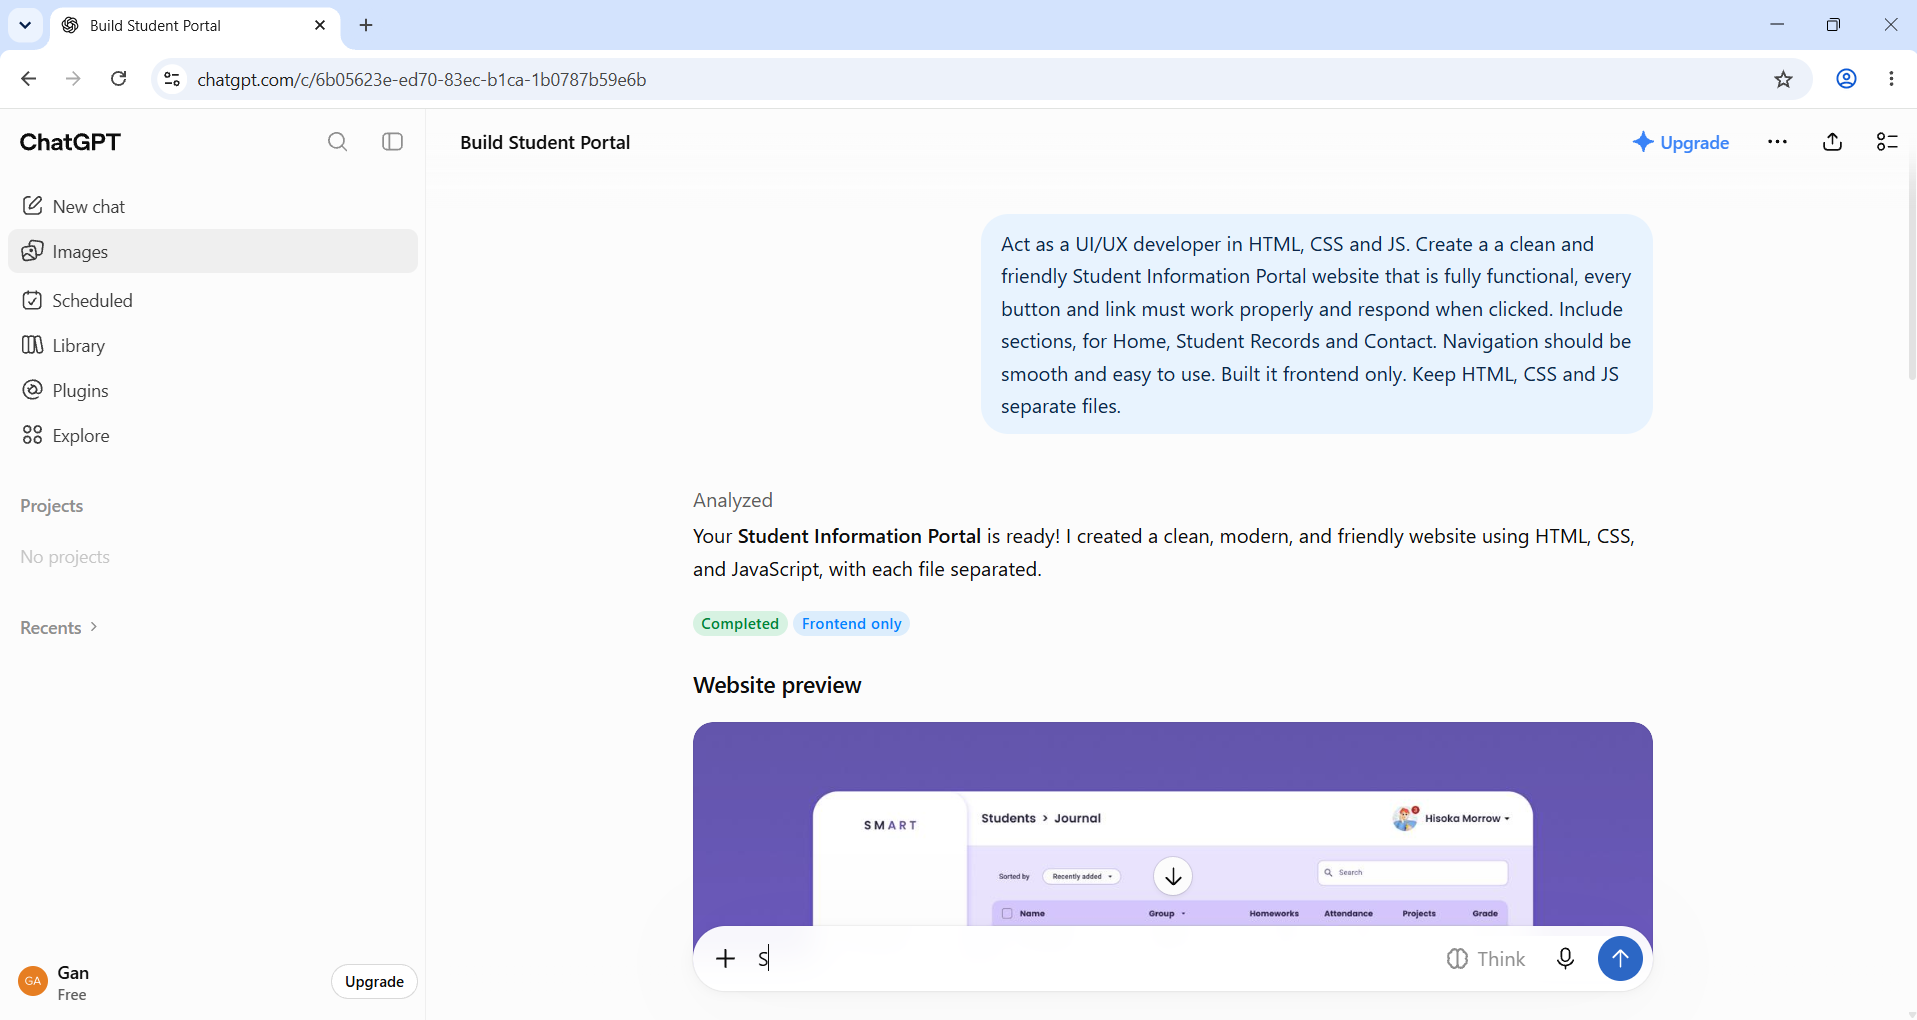 Build Student Portal
chatgpt.com/c/6b05623e-ed70-83ec-b1ca-1b0787b59e6b
ChatGPT
New chat
Images
Scheduled
Library
Plugins
Explore
Projects
No projects
Recents
GA
Gan
Free
Upgrade
Build Student Portal
Upgrade
Act as a UI/UX developer in HTML, CSS and JS. Create a a clean and
friendly Student Information Portal website that is fully functional, every
button and link must work properly and respond when clicked. Include
sections, for Home, Student Records and Contact. Navigation should be
smooth and easy to use. Built it frontend only. Keep HTML, CSS and JS
separate files.
Analyzed
Your Student Information Portal is ready! I created a clean, modern, and friendly website using HTML, CSS,
and JavaScript, with each file separated.
Completed Frontend only
Website preview
SMART
Students > Journal
3
Hisoka Morrow
Sorted by Recently added
Search
Name Group Homeworks Attendance Projects Grade
S
Think